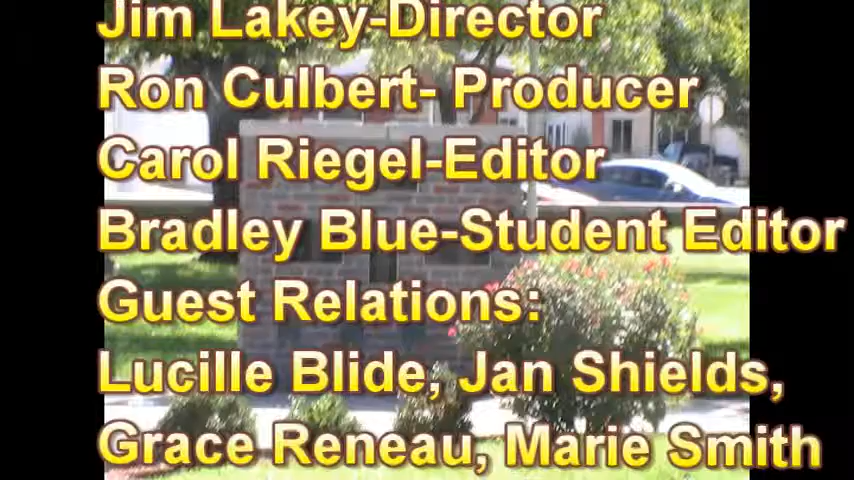 Jim Lakey-Director
Ron Culbert- Producer
Carol Riegel-Editor
Bradley Blue-Student Editor
Guest Relations:
Lucille Blide, Jan Shields,
Grace Reneau, Marie Smith